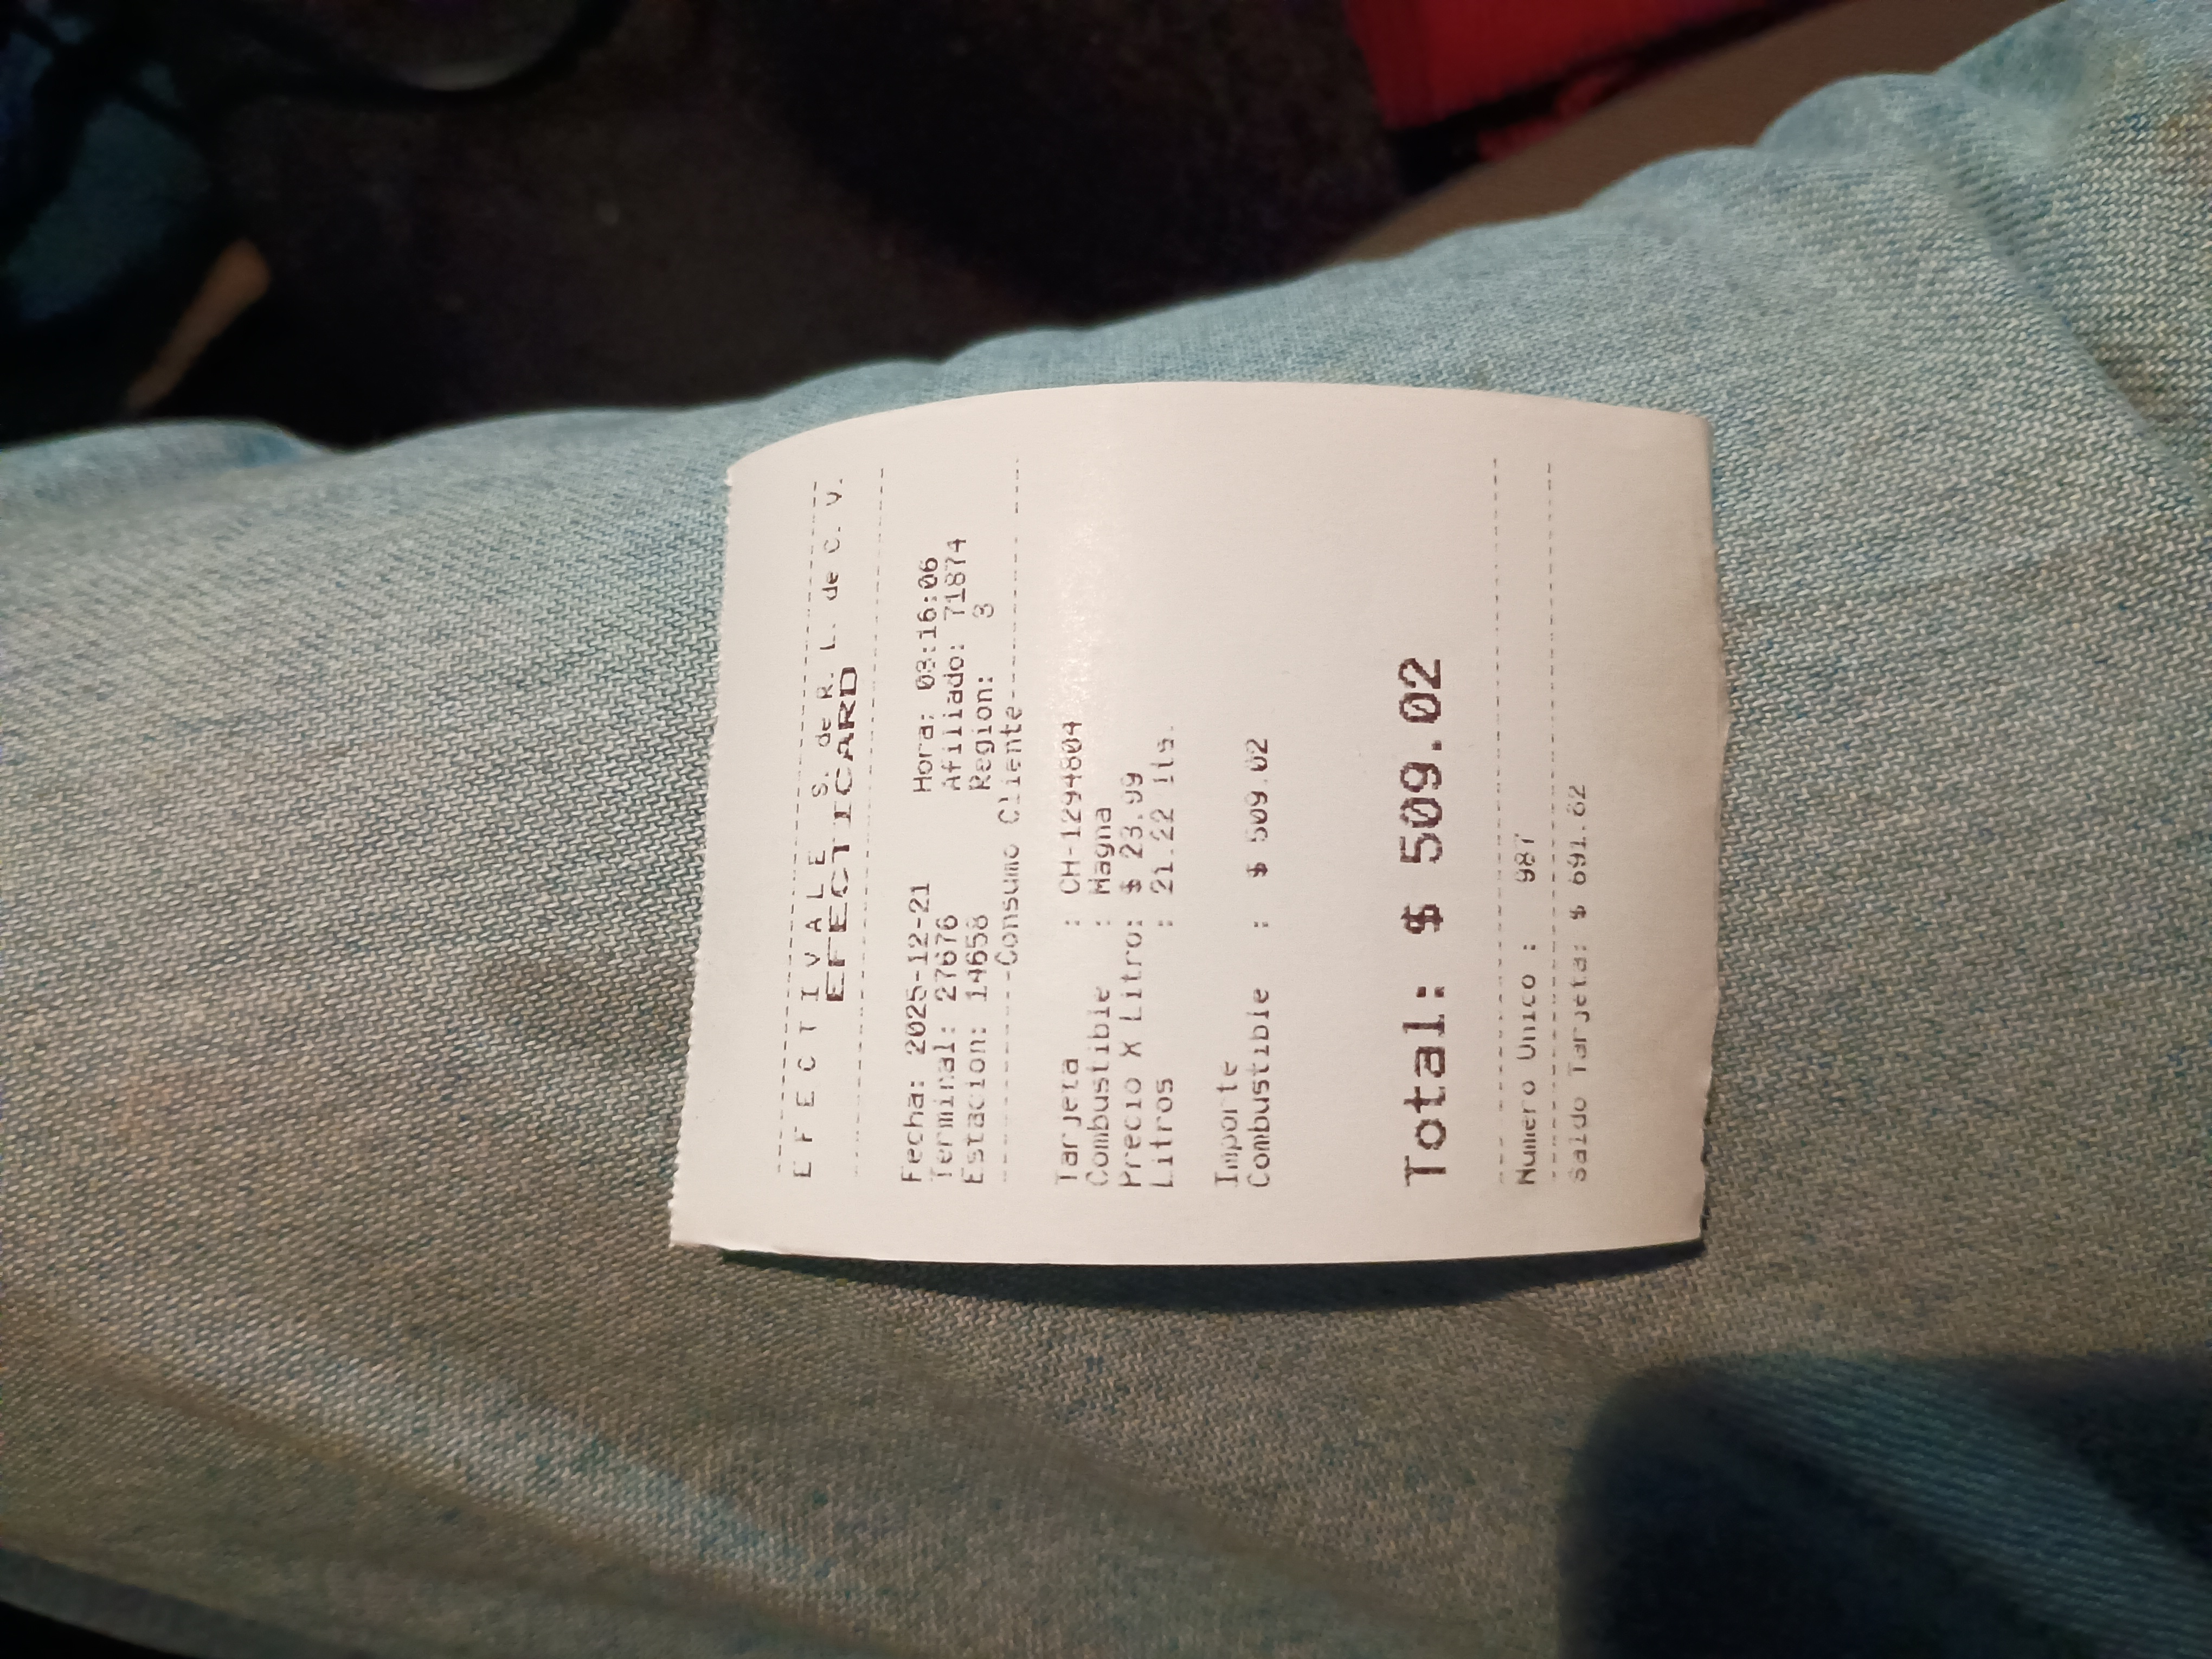 --------------------------------
E F E C T I V A L E  S. de R. L. de C. V.
EFECTICARD
--------------------------------
Fecha: 2025-12-21 Hora: 08:16:06
Terminal: 27676 Afiliado: 71874
Estacion: 14658 Region: 3
--------Consumo Cliente---------
Tarjeta : CH-1294804
Combustible : Magna
Precio X Litro: $ 23.99
Litros : 21.22 lts.
Importe
Combustible : $ 509.02
Total: $ 509.02
--------------------------------
Numero Unico : 987
--------------------------------
Saldo Tarjeta: $ 691.62